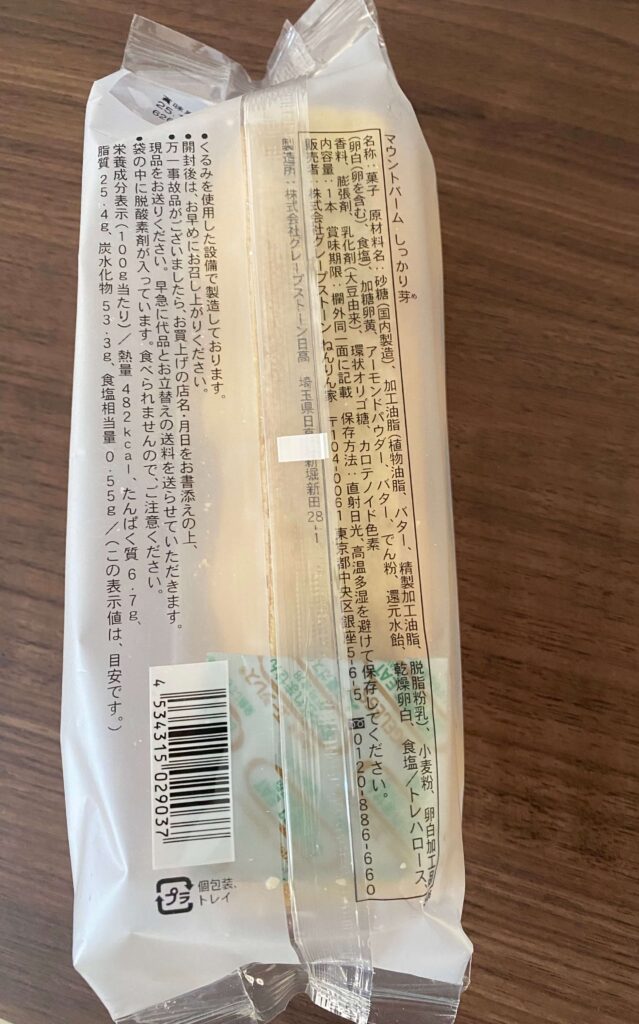 マウントバーム しっかり芽
め
名称：菓子 原材料名：砂糖(国内製造)、加工油脂(植物油脂、バター、精製加工油脂、脱脂粉乳)、小麦粉、卵白加工品
(卵白(卵を含む)、食塩)、加糖卵黄、アーモンドパウダー、バター、でん粉、還元水飴、乾燥卵白、食塩／トレハロース、
香料、膨張剤、乳化剤(大豆由来)、環状オリゴ糖、カロテノイド色素
内容量：1本 賞味期限：欄外同一面に記載 保存方法：直射日光、高温多湿を避けて保存してください。
販売者：株式会社グレープストーン ねんりん家 〒104-0061 東京都中央区銀座5-6-5 ☎0120-886-660
製造所：株式会社グレープストーン日高 埼玉県日高 新堀新田28-1
●くるみを使用した設備で製造しております。
●開封後は、お早めにお召し上がりください。
●万一事故品がございましたら、お買上げの店名・月日をお書添えの上、
現品をお送りください。早急に代品とお立替えの送料を送らせていただきます。
●袋の中に脱酸素剤が入っています。食べられませんので、ご注意ください。
栄養成分表示(100g当たり)／熱量 482kcal、たんぱく質 6.7g、
脂質 25.4g、炭水化物 53.3g、食塩相当量 0.55g／(この表示値は、目安です。)
4534315029037
プラ
個包装、
トレイ